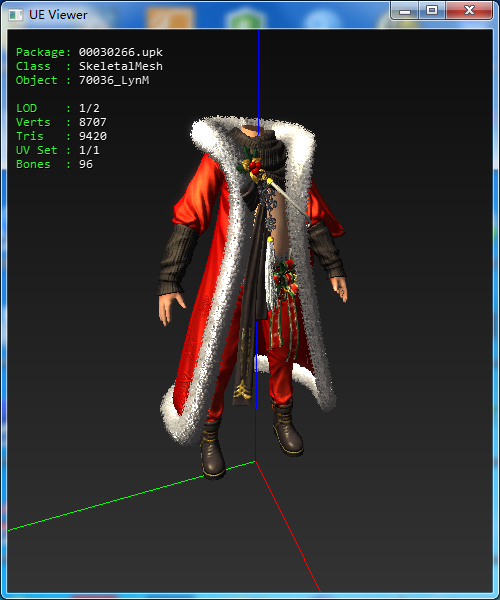 UE Viewer
Package: 00030266.upk
Class : SkeletalMesh
Object : 70036_LynM
LOD : 1/2
Verts : 8707
Tris : 9420
UV Set : 1/1
Bones : 96